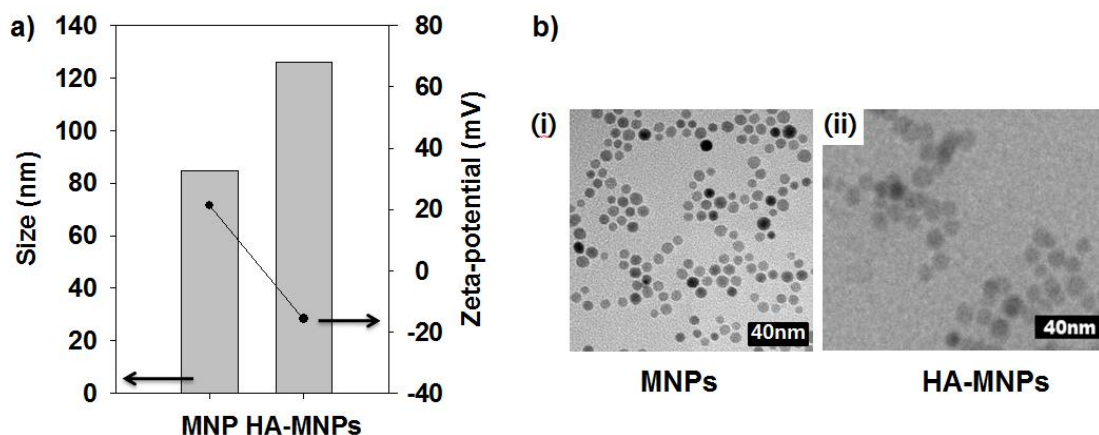 a)
Size (nm)
140
120
100
80
60
40
20
0
80
60
40
20
0
-20
-40
Zeta-potential (mV)
MNP HA-MNPs
b)
(i)
40nm
MNPs
(ii)
40nm
HA-MNPs